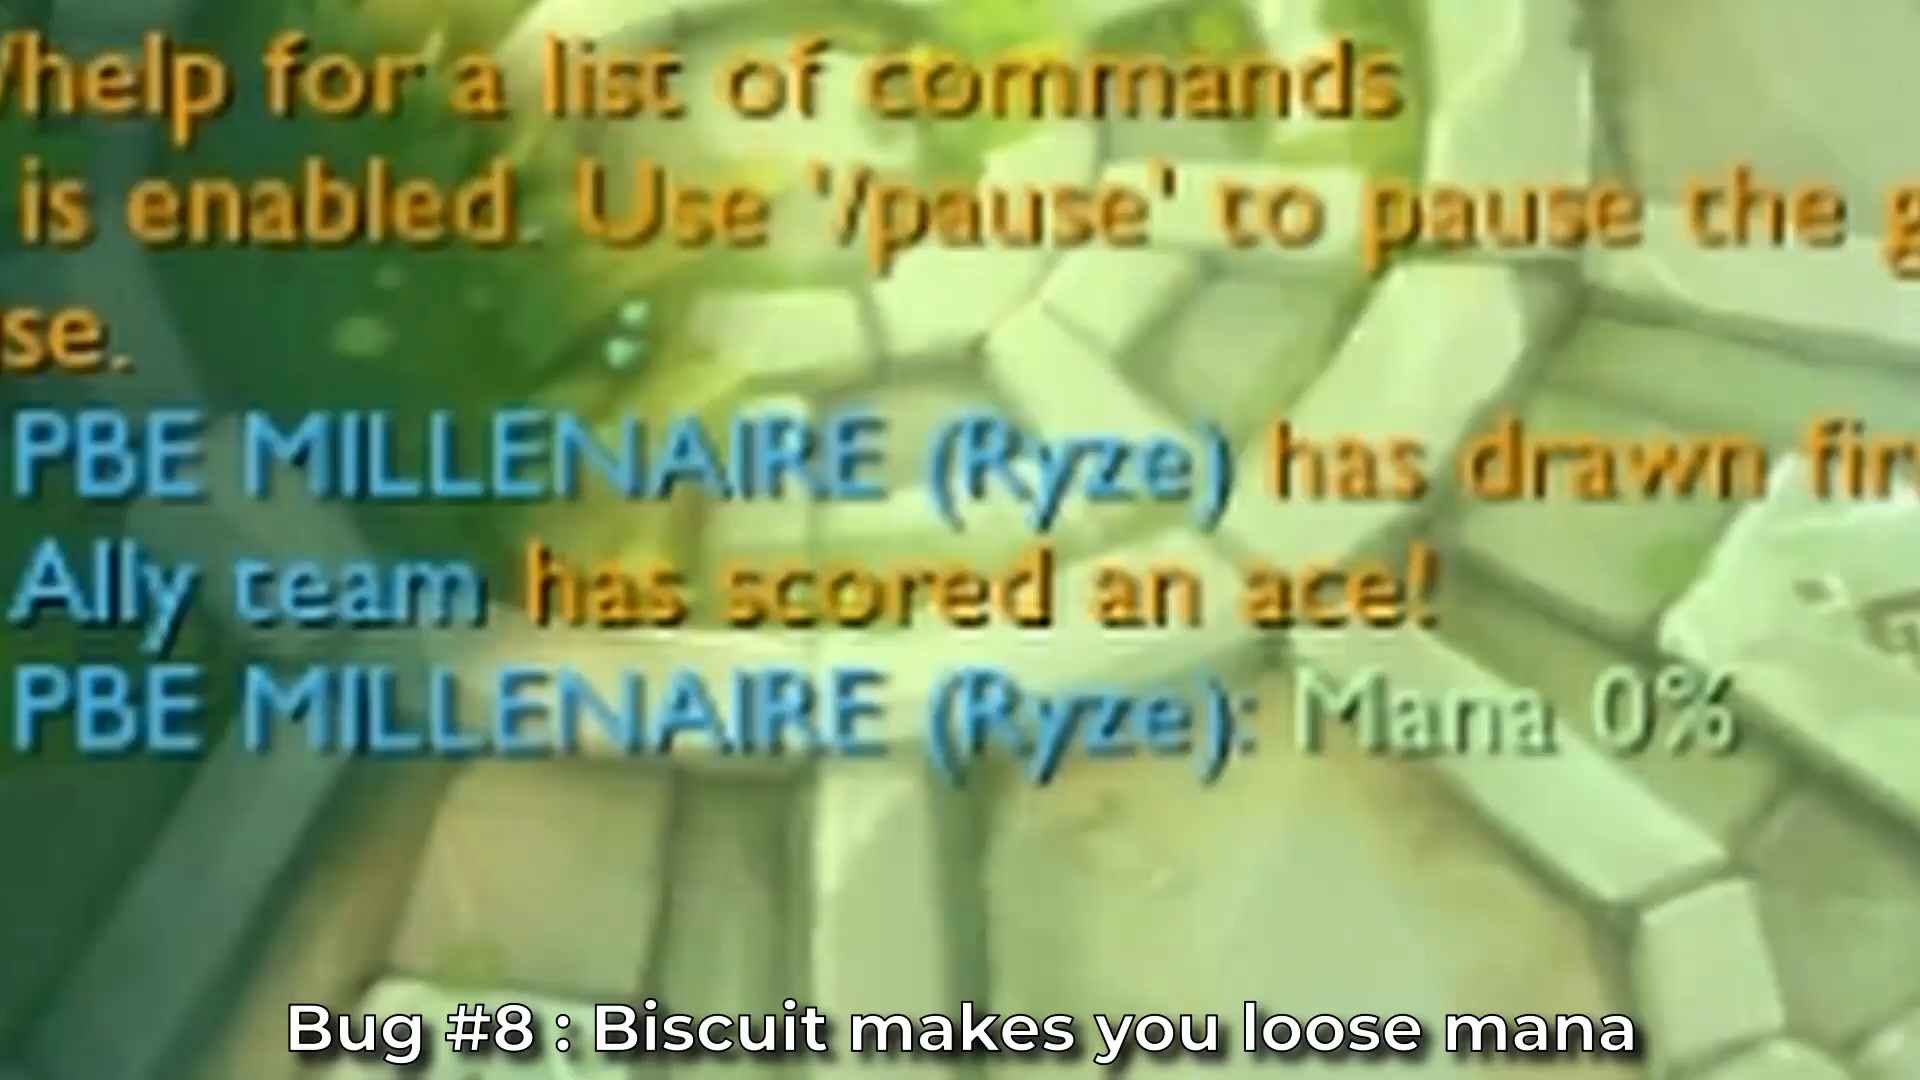 /help for a list of commands
is enabled. Use '/pause' to pause the g
se.
PBE MILLENAIRE (Ryze) has drawn fir
Ally team has scored an ace!
PBE MILLENAIRE (Ryze): Mana 0%
Bug #8 : Biscuit makes you loose mana